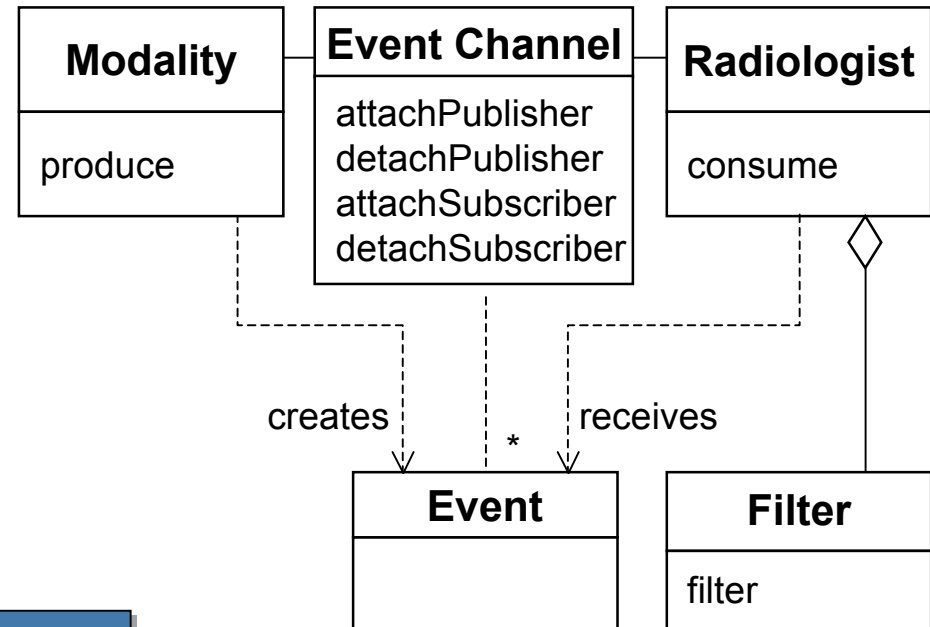 Modality
produce
Event Channel
attachPublisher
detachPublisher
attachSubscriber
detachSubscriber
Radiologist
consume
creates
*
receives
Event
Filter
filter